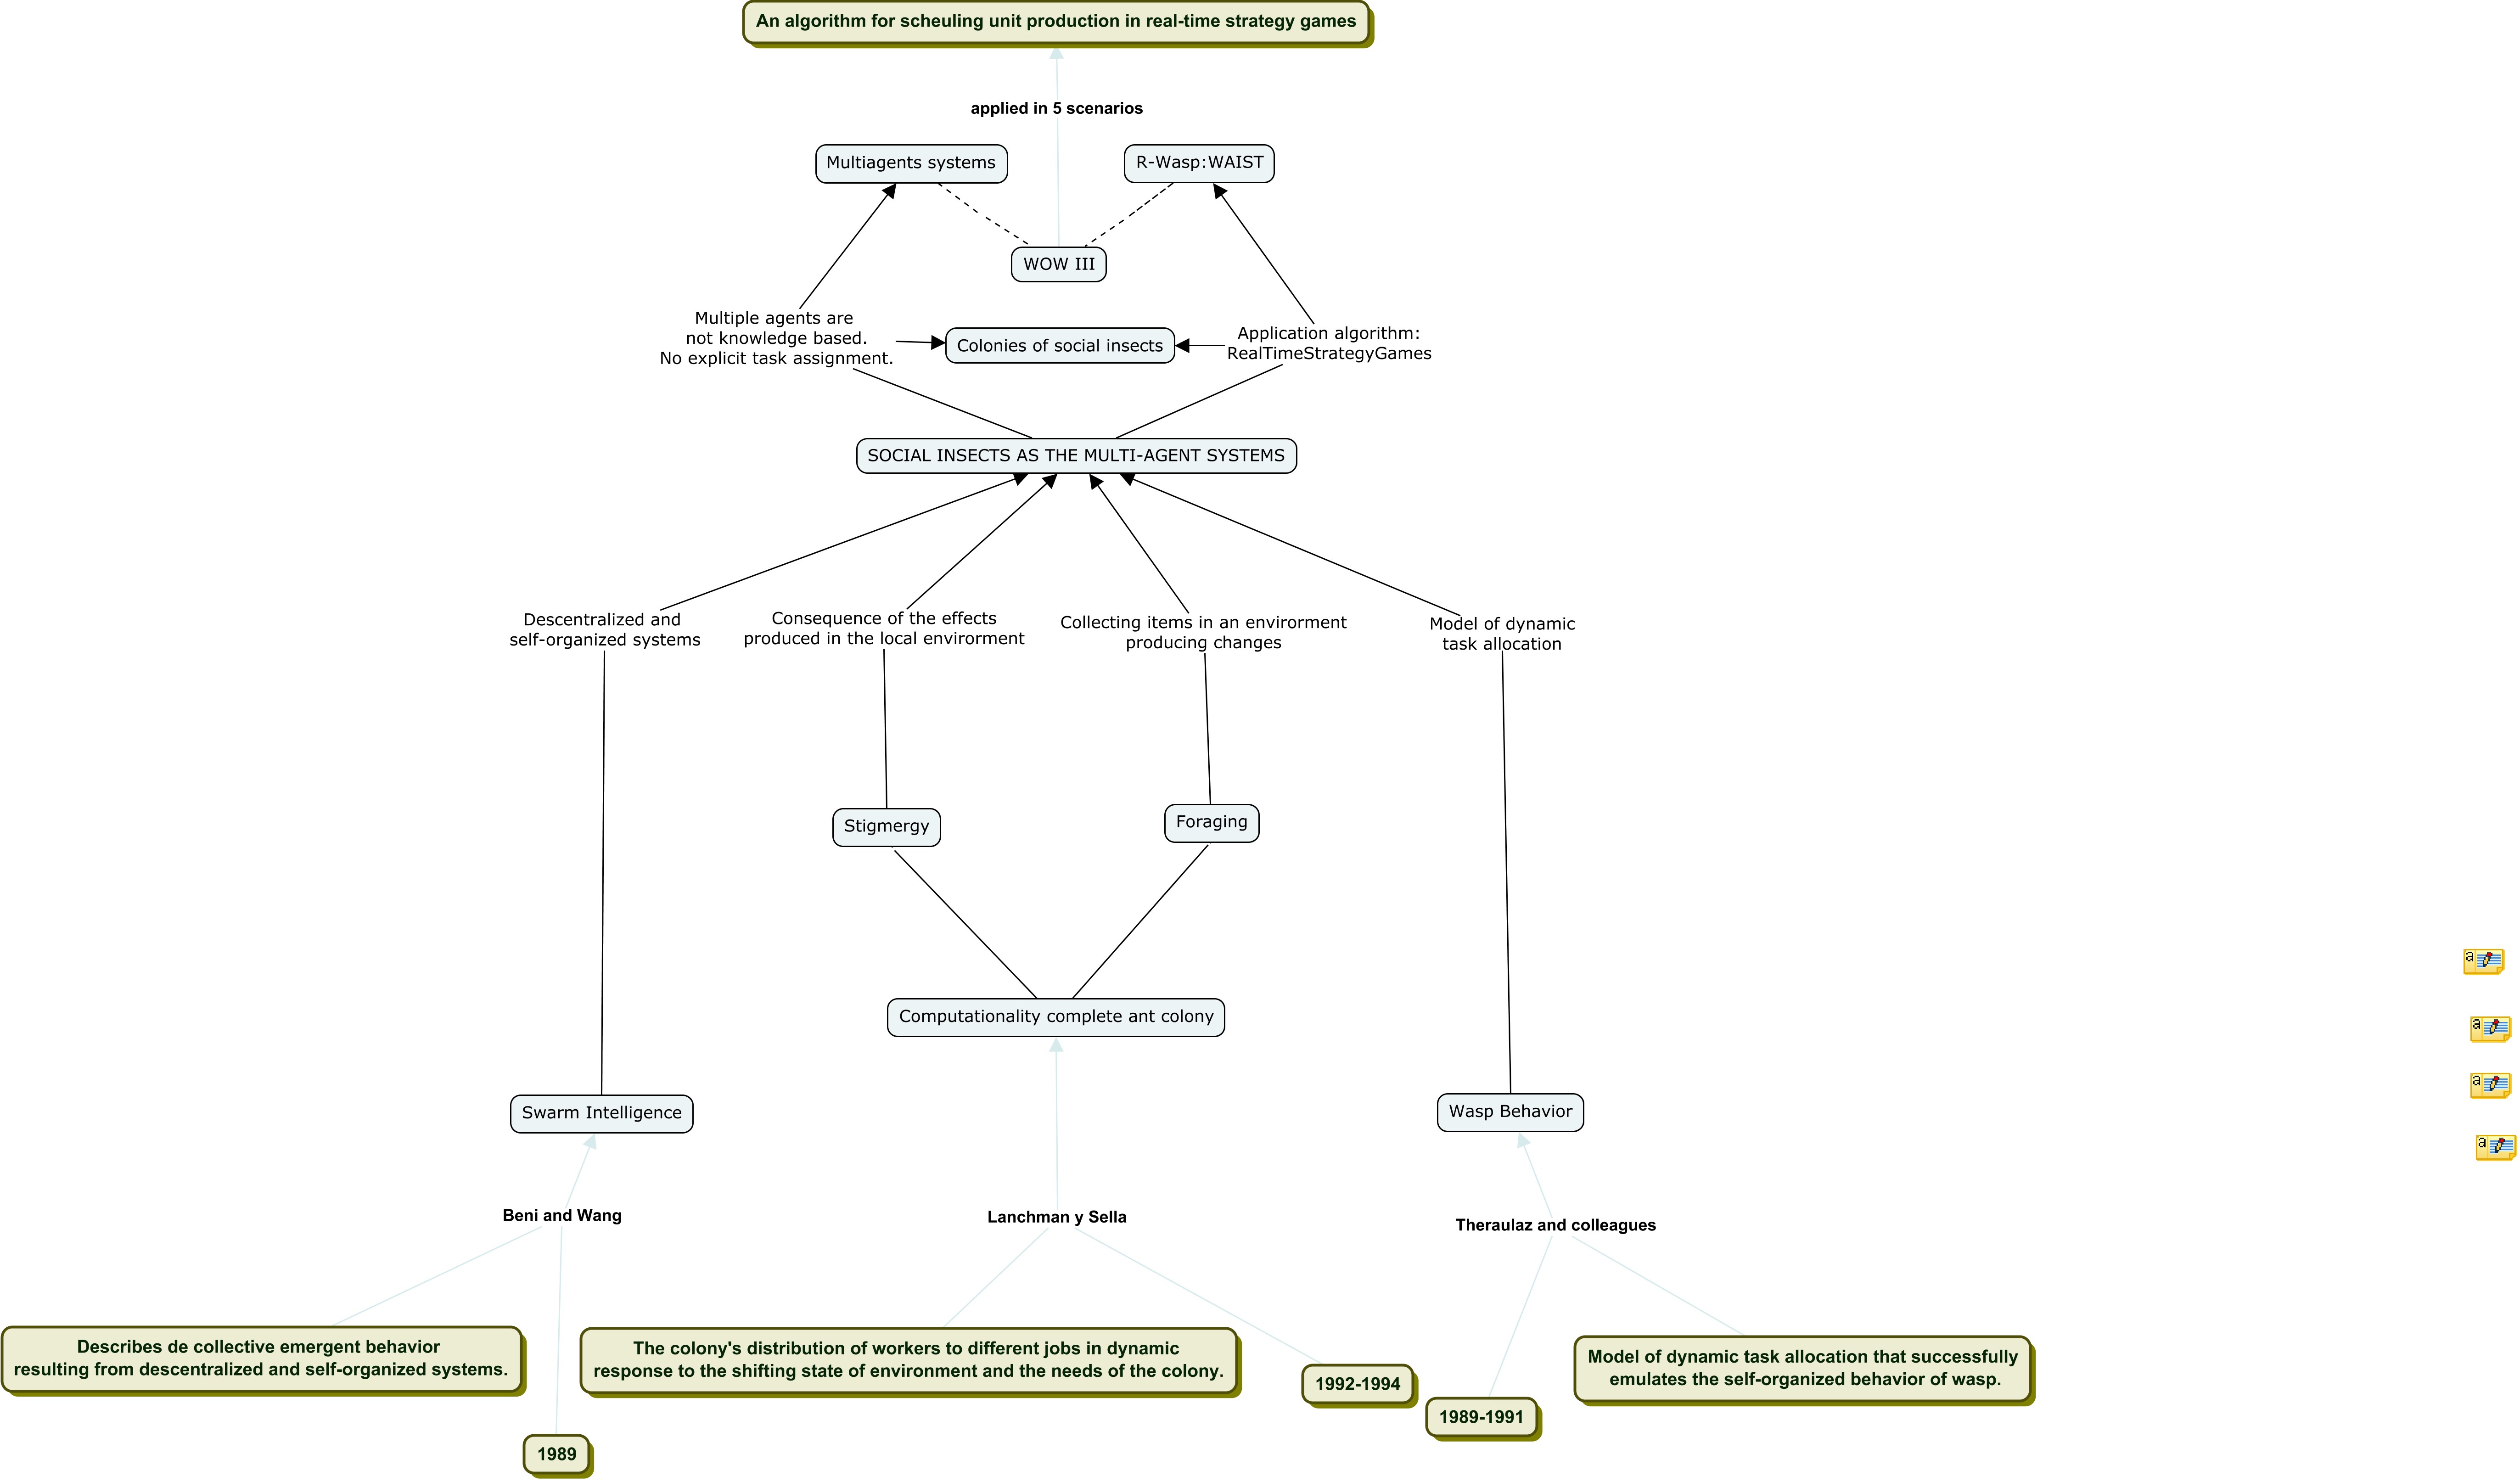 An algorithm for scheuling unit production in real-time strategy games
applied in 5 scenarios
Multiagents systems
R-Wasp:WAIST
WOW III
Multiple agents are
not knowledge based.
No explicit task assignment.
Colonies of social insects
Application algorithm:
RealTimeStrategyGames
SOCIAL INSECTS AS THE MULTI-AGENT SYSTEMS
Descentralized and
self-organized systems
Consequence of the effects
produced in the local envirorment
Collecting items in an envirorment
producing changes
Model of dynamic
task allocation
Stigmergy
Foraging
a
Computationality complete ant colony
a
a
Swarm Intelligence
Wasp Behavior
a
Beni and Wang
Lanchman y Sella
Theraulaz and colleagues
Describes de collective emergent behavior
resulting from descentralized and self-organized systems.
The colony's distribution of workers to different jobs in dynamic
response to the shifting state of environment and the needs of the colony.
1992-1994
Model of dynamic task allocation that successfully
emulates the self-organized behavior of wasp.
1989-1991
1989